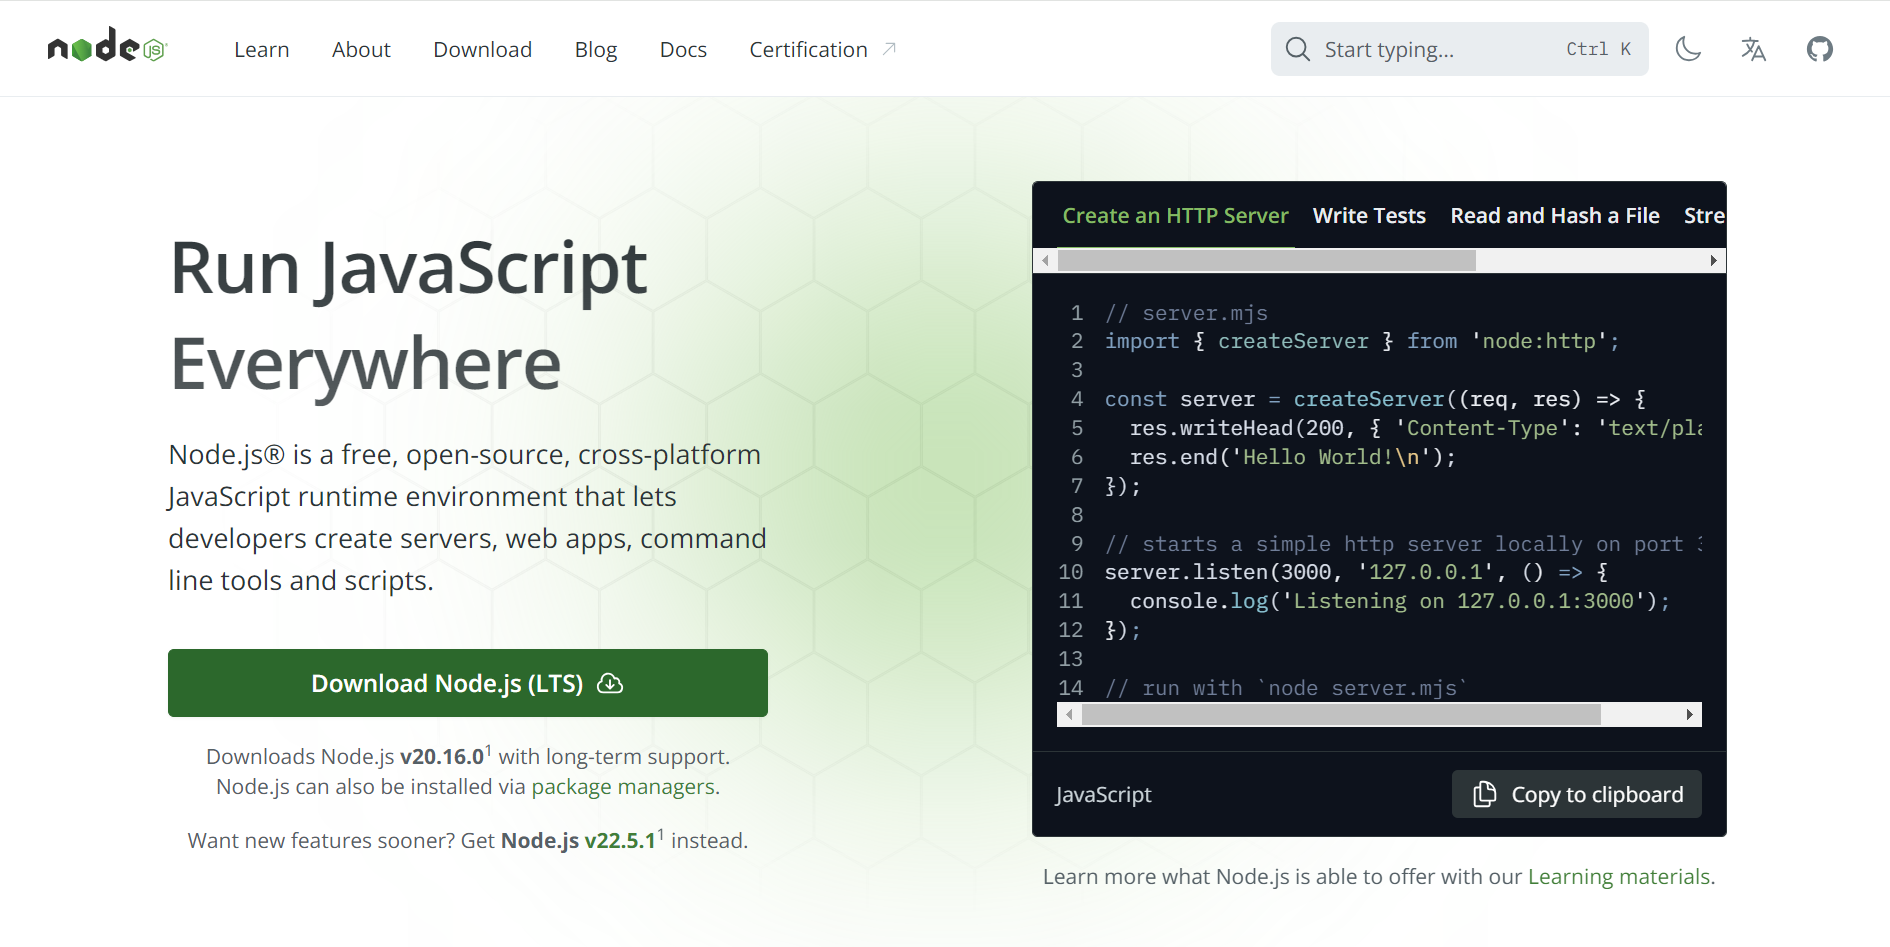 node JS
Learn
About
Download
Blog
Docs
Certification
Start typing...
Ctrl K
Run JavaScript
Everywhere
Node.js® is a free, open-source, cross-platform
JavaScript runtime environment that lets
developers create servers, web apps, command
line tools and scripts.
Download Node.js (LTS)
Downloads Node.js v20.16.0¹ with long-term support.
Node.js can also be installed via package managers.
Want new features sooner? Get Node.js v22.5.1¹ instead.
Create an HTTP Server
Write Tests
Read and Hash a File
Stre
1 // server.mjs
2 import { createServer } from 'node:http';
3
4 const server = createServer((req, res) => {
5   res.writeHead(200, { 'Content-Type': 'text/pla
6   res.end('Hello World!\n');
7 });
8
9 // starts a simple http server locally on port 3
10 server.listen(3000, '127.0.0.1', () => {
11   console.log('Listening on 127.0.0.1:3000');
12 });
13
14 // run with `node server.mjs`
JavaScript
Copy to clipboard
Learn more what Node.js is able to offer with our Learning materials.